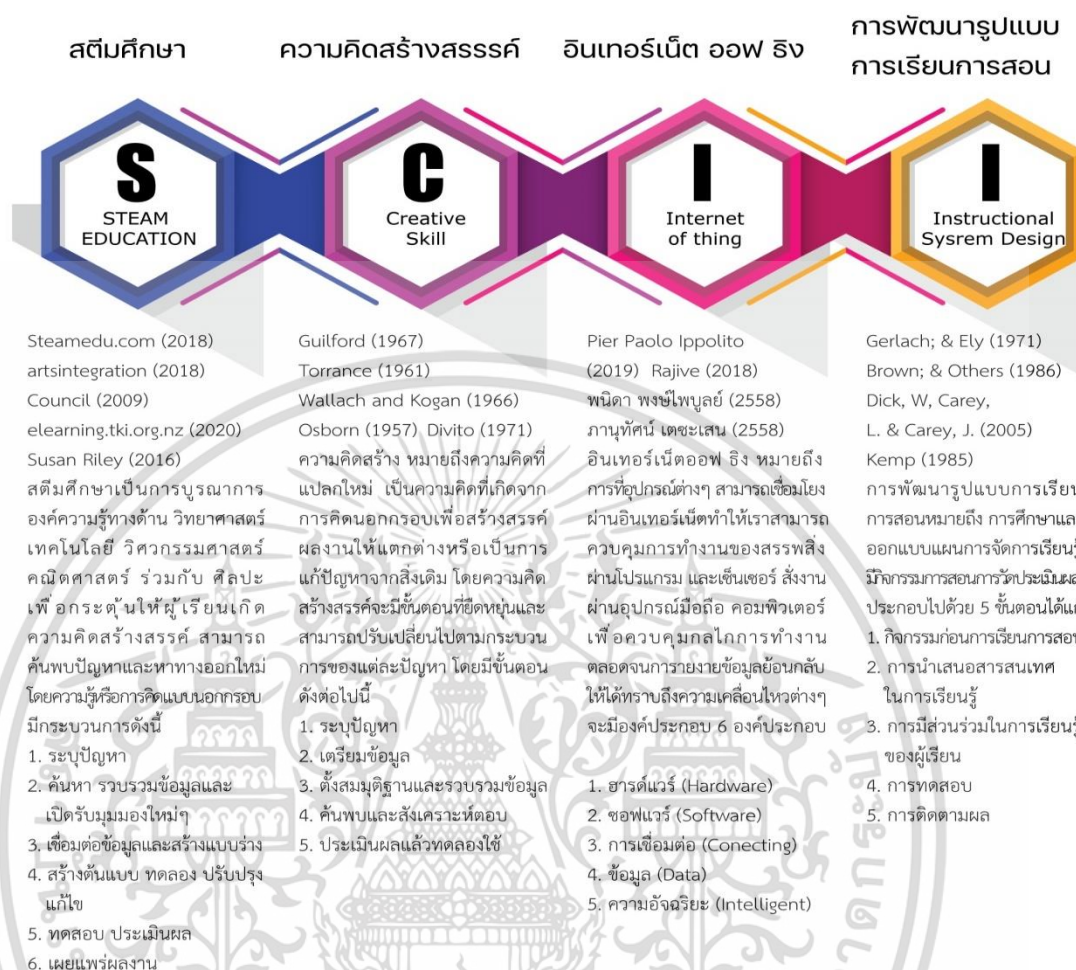 สตีมศึกษา
ความคิดสร้างสรรรค์
อินเทอร์เน็ต ออฟ ธิง
การพัฒนารูปแบบ
การเรียนการสอน
S
STEAM
EDUCATION
C
Creative
Skill
I
Internet
of thing
I
Instructional
Sysrem Design
Steamedu.com (2018)
artsintegration (2018)
Council (2009)
elearning.tki.org.nz (2020)
Susan Riley (2016)
สตีมศึกษาเป็นการบูรณาการ
องค์ความรู้ทางด้าน วิทยาศาสตร์
เทคโนโลยี วิศวกรรมศาสตร์
คณิตศาสตร์ ร่วมกับ ศิลปะ
เพื่อกระตุ้นให้ผู้เรียนเกิด
ความคิดสร้างสรรค์ สามารถ
ค้นพบปัญหาและหาทางออกใหม่
โดยความรู้หรือการคิดแบบนอกกรอบ
มีกระบวนการดังนี้
1. ระบุปัญหา
2. ค้นหา รวบรวมข้อมูลและ
เปิดรับมุมมองใหม่ๆ
3. เชื่อมต่อข้อมูลและสร้างแบบร่าง
4. สร้างต้นแบบ ทดลอง ปรับปรุง
แก้ไข
5. ทดสอบ ประเมินผล
6. เผยแพร่ผลงาน
Guilford (1967)
Torrance (1961)
Wallach and Kogan (1966)
Osborn (1957) Divito (1971)
ความคิดสร้าง หมายถึงความคิดที่
แปลกใหม่ เป็นความคิดที่เกิดจาก
การคิดนอกกรอบเพื่อสร้างสรรค์
ผลงานให้แตกต่างหรือเป็นการ
แก้ปัญหาจากสิ่งเดิม โดยความคิด
สร้างสรรค์จะมีขั้นตอนที่ยืดหยุ่นและ
สามารถปรับเปลี่ยนไปตามกระบวน
การของแต่ละปัญหา โดยมีขั้นตอน
ดังต่อไปนี้
1. ระบุปัญหา
2. เตรียมข้อมูล
3. ตั้งสมมุติฐานและรวบรวมข้อมูล
4. ค้นพบและสังเคราะห์ตอบ
5. ประเมินผลแล้วทดลองใช้
Pier Paolo Ippolito
(2019) Rajive (2018)
พนิดา พงษ์ไพบูลย์ (2558)
ภานุทัศน์ เตชะเสน (2558)
อินเทอร์เน็ตออฟ ธิง หมายถึง
การที่อุปกรณ์ต่างๆ สามารถเชื่อมโยง
ผ่านอินเทอร์เน็ตทำให้เราสามารถ
ควบคุมการทำงานของสรรพสิ่ง
ผ่านโปรแกรม และเซ็นเซอร์ สั่งงาน
ผ่านอุปกรณ์มือถือ คอมพิวเตอร์
เพื่อควบคุมกลไกการทำงาน
ตลอดจนการายงายข้อมูลย้อนกลับ
ให้ได้ทราบถึงความเคลื่อนไหวต่างๆ
จะมีองค์ประกอบ 6 องค์ประกอบ
1. ฮารด์แวร์ (Hardware)
2. ซอฟแวร์ (Software)
3. การเชื่อมต่อ (Conecting)
4. ข้อมูล (Data)
5. ความอัจฉริยะ (Intelligent)
Gerlach; & Ely (1971)
Brown; & Others (1986)
Dick, W, Carey,
L. & Carey, J. (2005)
Kemp (1985)
การพัฒนารูปแบบการเรียน
การสอนหมายถึง การศึกษาและ
ออกแบบแผนการจัดการเรียนรู้
มีกิจกรรมการสอนการวัดประเมินผล
ประกอบไปด้วย 5 ขั้นตอนได้แก่
1. กิจกรรมก่อนการเรียนการสอน
2. การนำเสนอสารสนเทศ
ในการเรียนรู้
3. การมีส่วนร่วมในการเรียนรู้
ของผู้เรียน
4. การทดสอบ
5. การติดตามผล